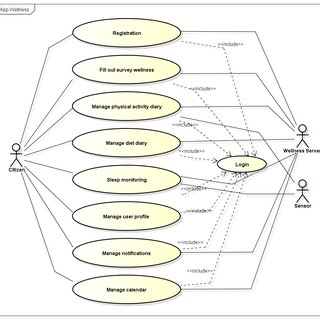 App Wellness
Registration
<<include>>
Fill out survey wellness
<<include>>
Manage physical activity diary
<<include>>
Manage diet diary
Wellness Server
Citizen
<<include>>
Login
Sleep monitoring
<<include>>
Sensor
Manage user profile
<<include>>
Manage notifications
<<include>>
Manage calendar
<<include>>